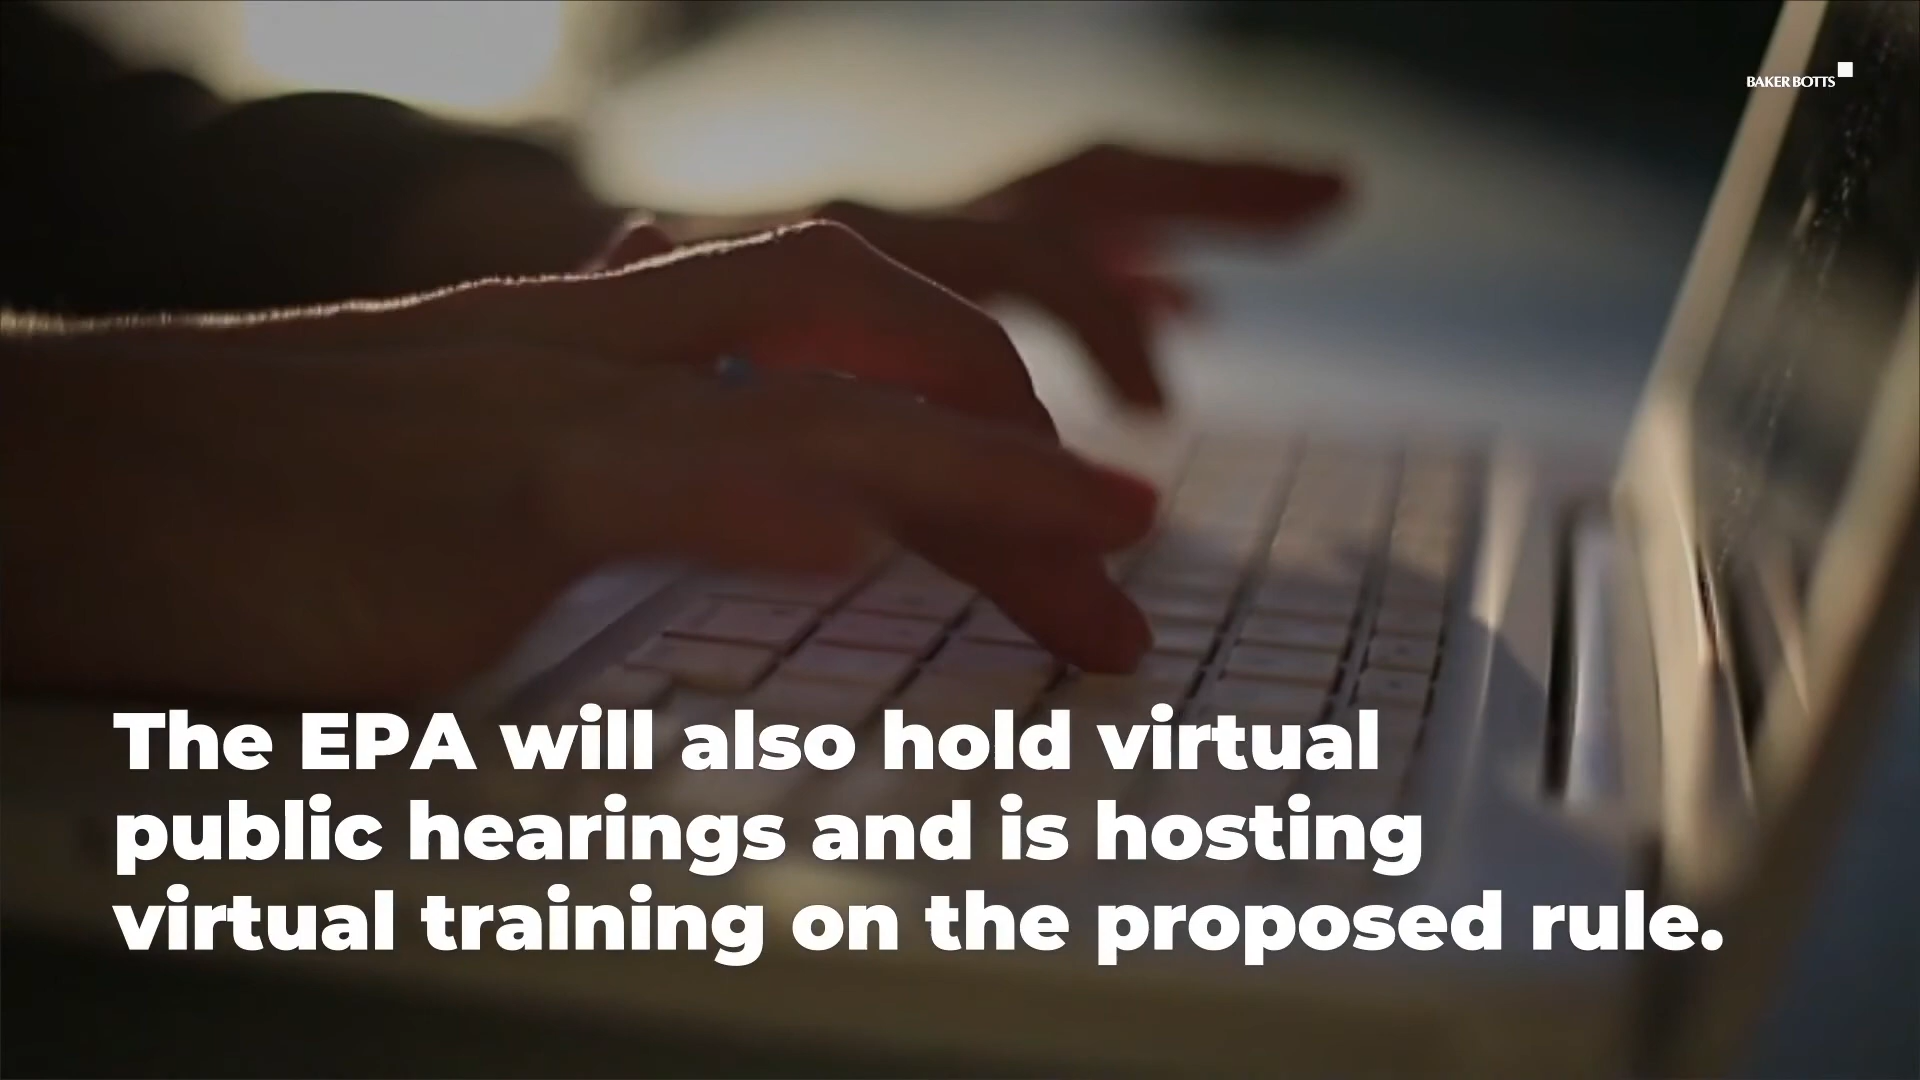 BAKER BOTTS
The EPA will also hold virtual
public hearings and is hosting
virtual training on the proposed rule.